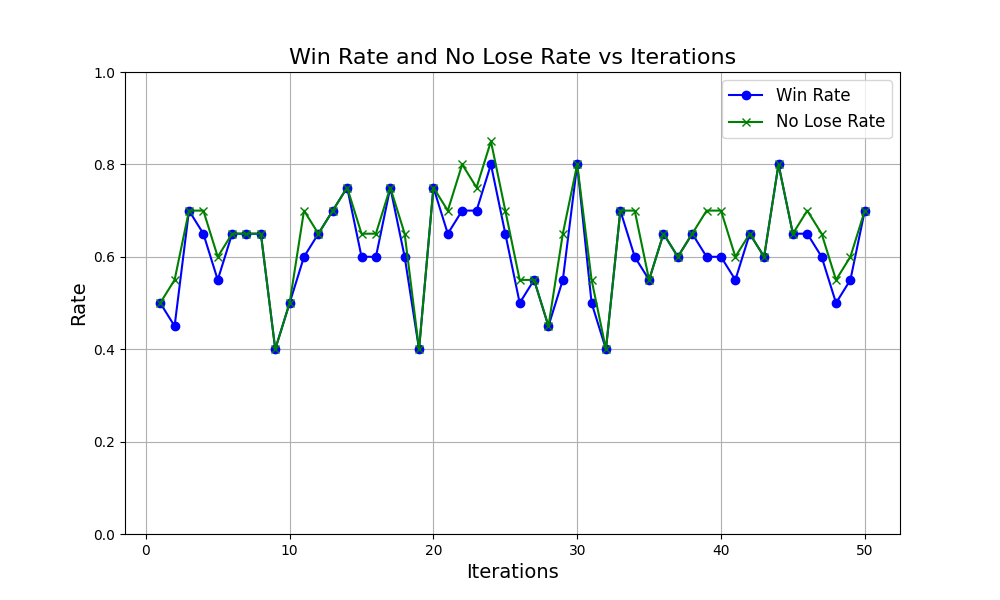 Win Rate and No Lose Rate vs Iterations
Win Rate
No Lose Rate
Rate
1.0
0.8
0.6
0.4
0.2
0.0
0 10 20 30 40 50
Iterations